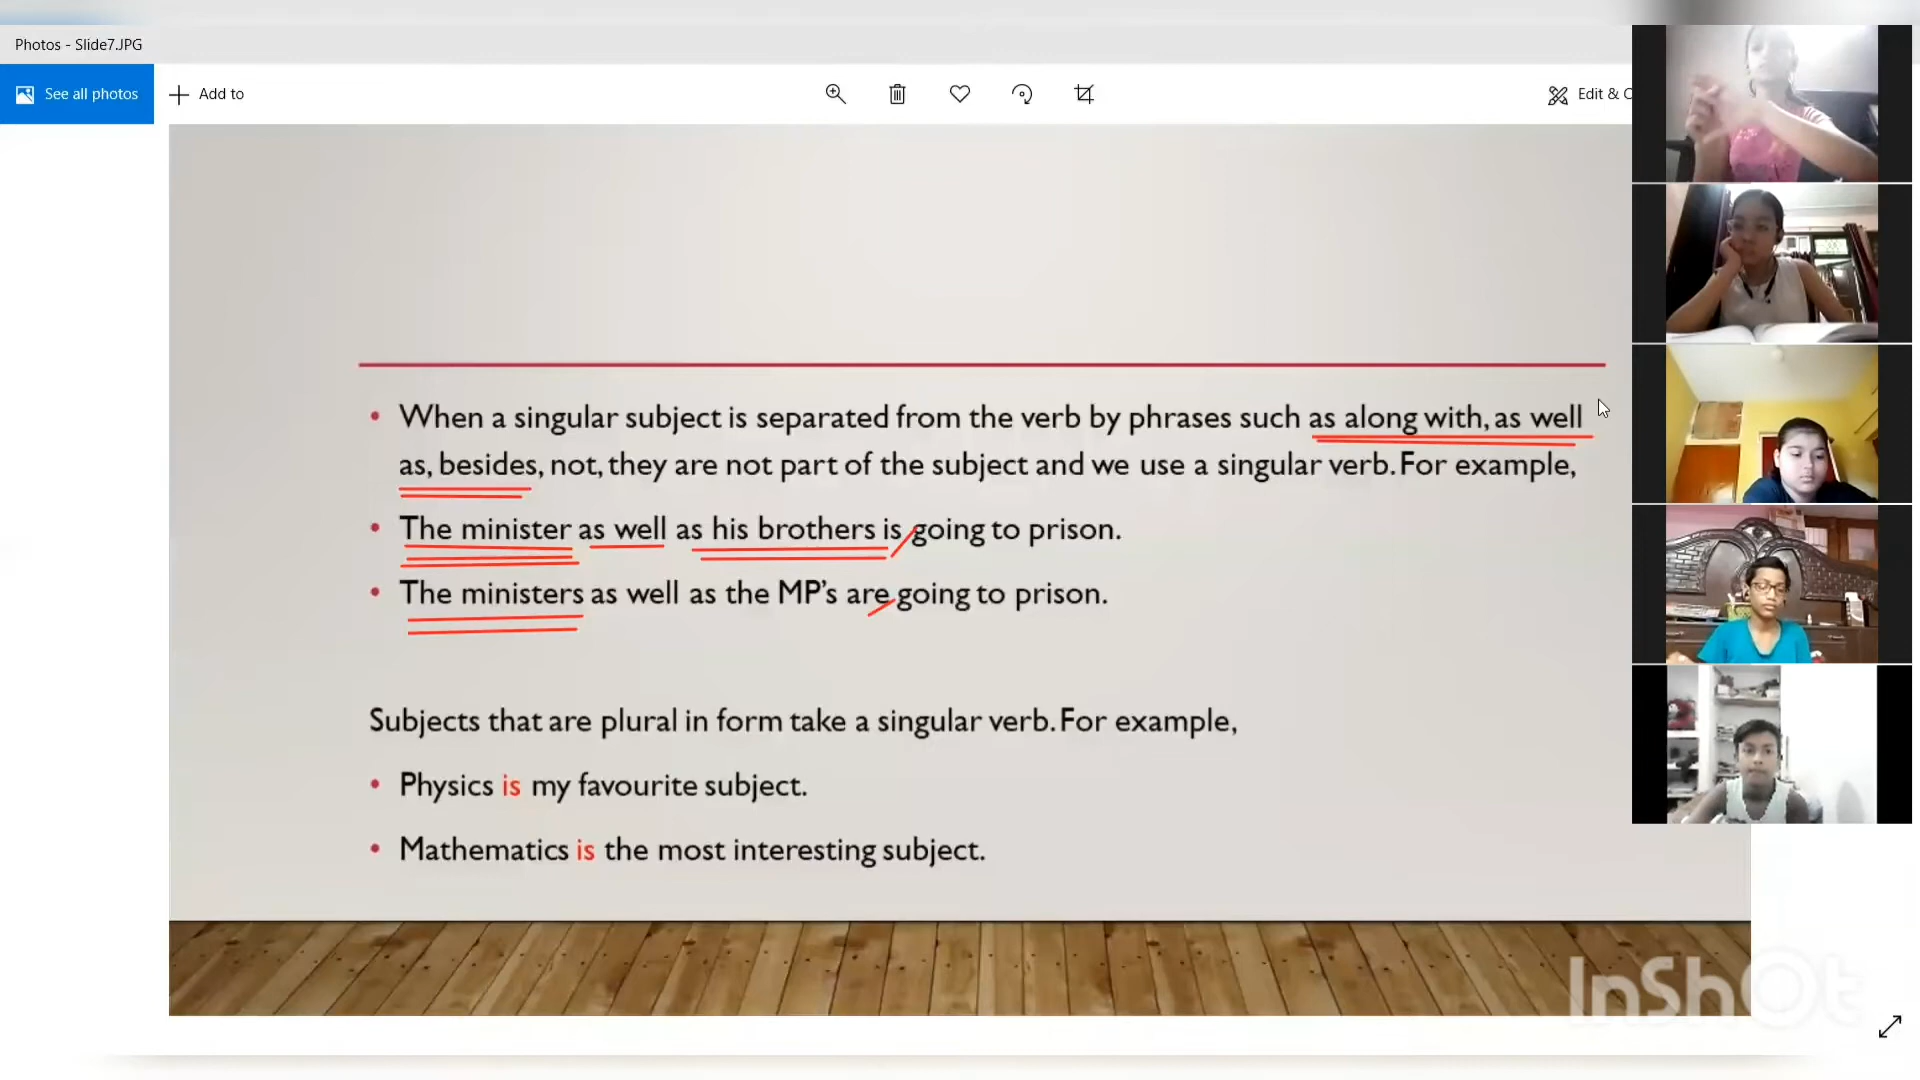 Photos - Slide7.JPG
See all photos
Add to
Edit & C
• When a singular subject is separated from the verb by phrases such as along with, as well
as, besides, not, they are not part of the subject and we use a singular verb. For example,
• The minister as well as his brothers is going to prison.
• The ministers as well as the MP's are going to prison.
Subjects that are plural in form take a singular verb. For example,
• Physics is my favourite subject.
• Mathematics is the most interesting subject.
InShOt